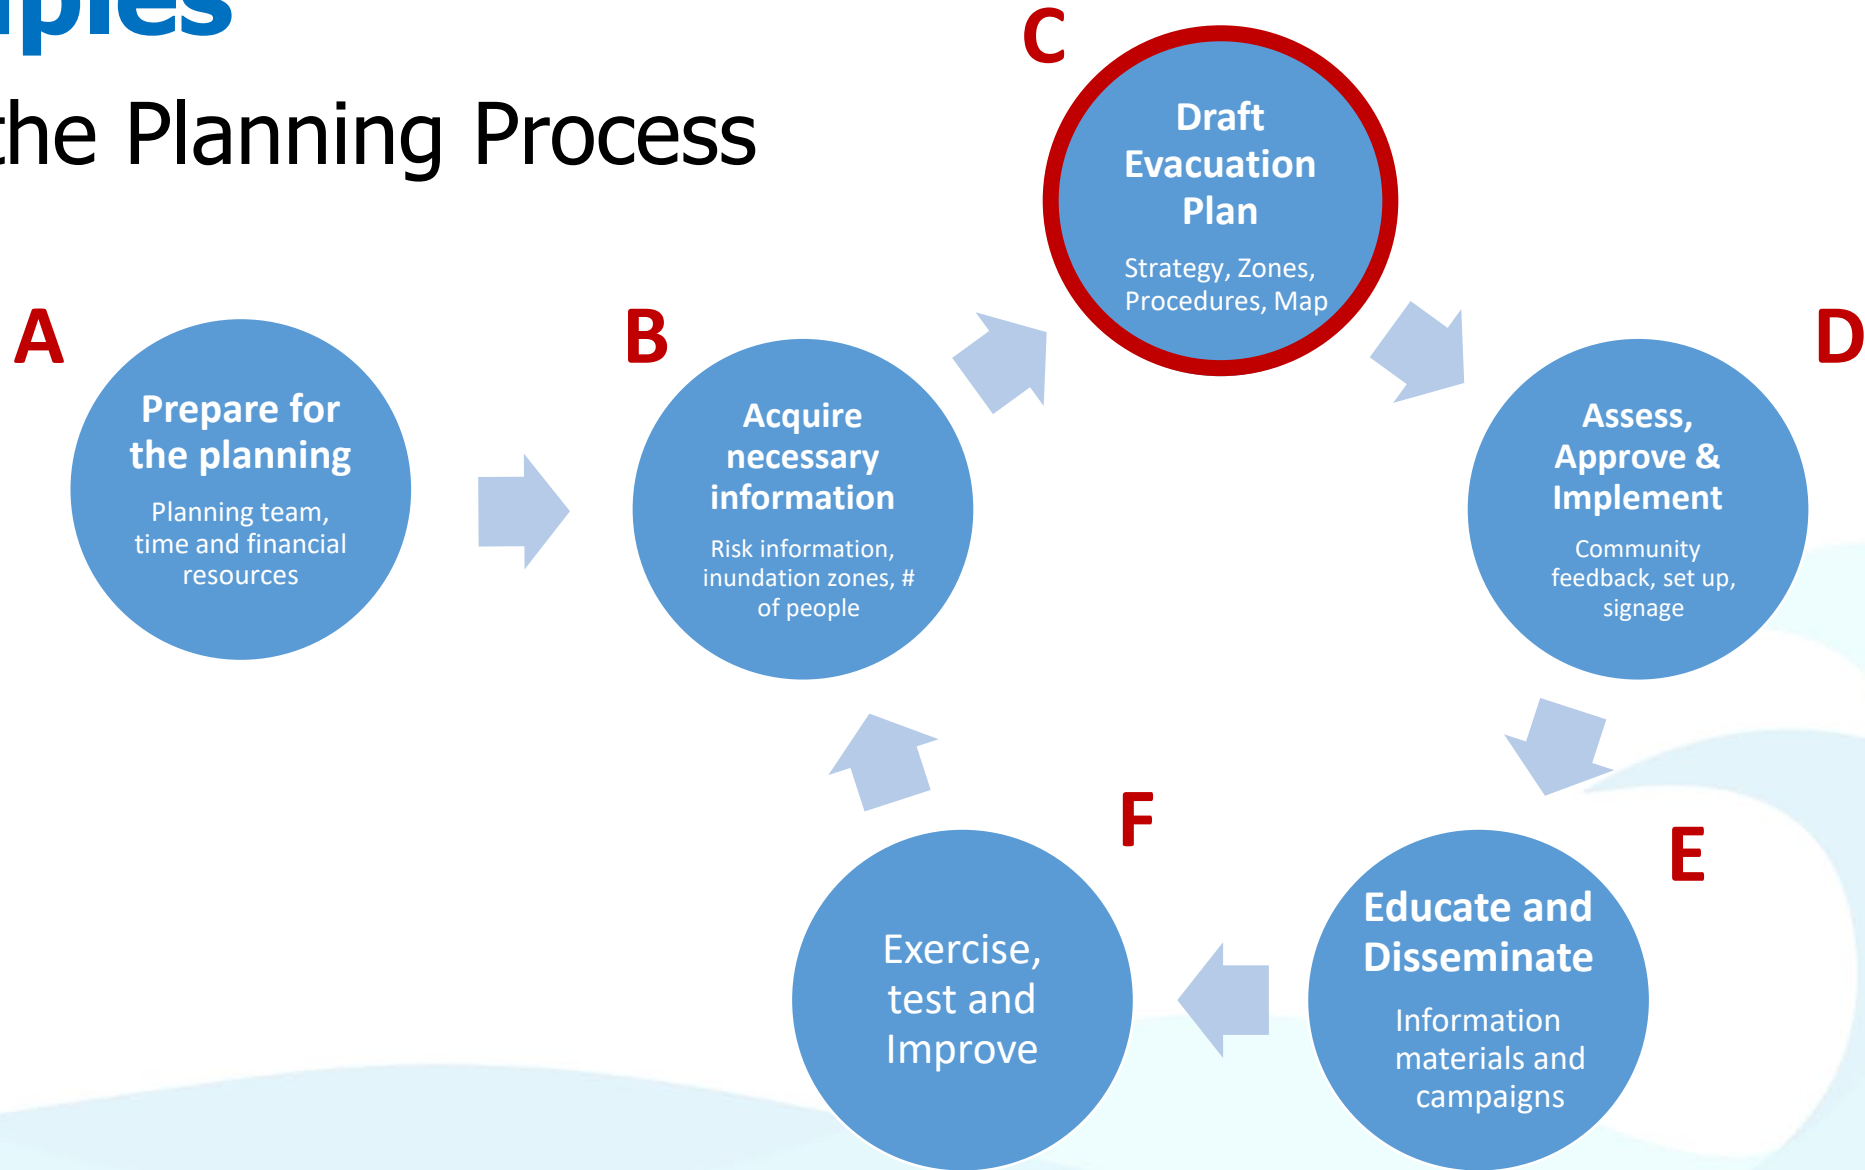 the Planning Process
A
Prepare for
the planning
Planning team,
time and financial
resources
B
Acquire
necessary
information
Risk information,
inundation zones, #
of people
C
Draft
Evacuation
Plan
Strategy, Zones,
Procedures, Map
D
Assess,
Approve &
Implement
Community
feedback, set up,
signage
E
Educate and
Disseminate
Information
materials and
campaigns
F
Exercise,
test and
Improve